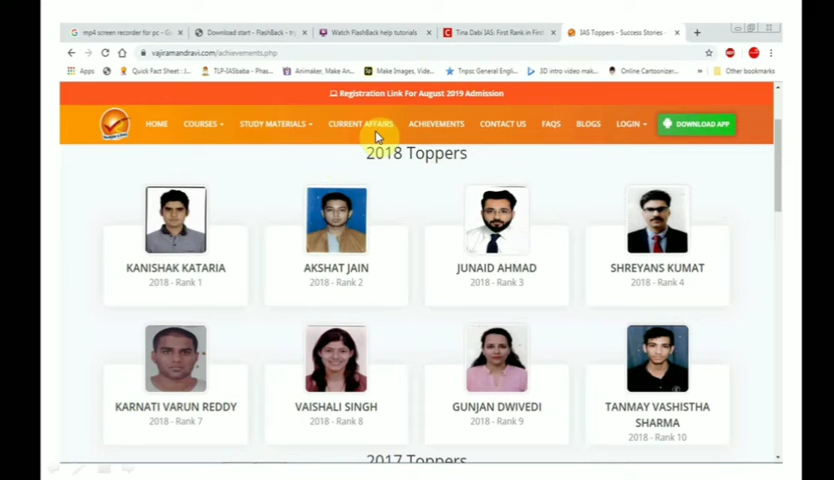 mp4 screen recorder for pc - G
Download start - FlashBack - tr
Watch FlashBack help tutorials
Tina Dabi IAS: First Rank in First
IAS Toppers - Success Stories -
vajiramandravi.com/achievements.php
Apps
Quick Fact Sheet : J...
TLP-IASbaba - Phas...
Animaker, Make An...
Make Images, Vide...
Tnpsc General Engli...
3D intro video mak...
Online Cartoonizer...
Other bookmarks
Registration Link For August 2019 Admission
HOME
COURSES
STUDY MATERIALS
CURRENT AFFAIRS
ACHIEVEMENTS
CONTACT US
FAQS
BLOGS
LOGIN
DOWNLOAD APP
2018 Toppers
KANISHAK KATARIA
2018 - Rank 1
AKSHAT JAIN
2018 - Rank 2
JUNAID AHMAD
2018 - Rank 3
SHREYANS KUMAT
2018 - Rank 4
KARNATI VARUN REDDY
2018 - Rank 7
VAISHALI SINGH
2018 - Rank 8
GUNJAN DWIVEDI
2018 - Rank 9
TANMAY VASHISTHA
SHARMA
2018 - Rank 10
2017 Toppers